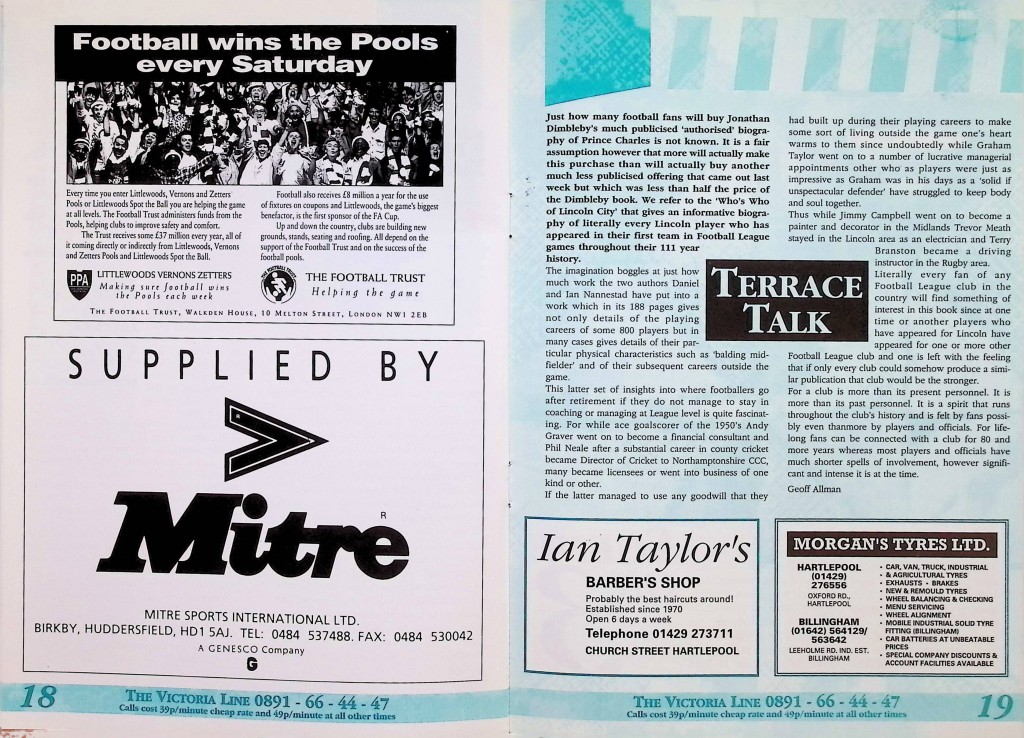 Football wins the Pools
every Saturday
Every time you enter Littlewoods, Vernons and Zetters
Pools or Littlewoods Spot the Ball you are helping the game
at all levels. The Football Trust administers funds from the
Pools, helping clubs to improve safety and comfort.
The Trust receives some £37 million every year, all of
it coming directly or indirectly from Littlewoods, Vernons
and Zetters Pools and Littlewoods Spot the Ball.
Football also receives £8 million a year for the use
of fixtures on coupons and Littlewoods, the game's biggest
benefactor, is the first sponsor of the FA Cup.
Up and down the country, clubs are building new
grounds, stands, seating and roofing. All depend on the
support of the Football Trust and on the success of the
football pools.
PPA
LITTLEWOODS VERNONS ZETTERS
Making sure football wins
the Pools each week
THE FOOTBALL TRUST
Helping the game
THE FOOTBALL TRUST, WALKDEN HOUSE, 10 MELTON STREET, LONDON NW1 2EB
SUPPLIED BY
Mitre
R
MITRE SPORTS INTERNATIONAL LTD.
BIRKBY, HUDDERSFIELD, HD1 5AJ. TEL: 0484 537488. FAX: 0484 530042
A GENESCO Company
G
18
THE VICTORIA LINE 0891 - 66 - 44 - 47
Calls cost 39p/minute cheap rate and 49p/minute at all other times
Just how many football fans will buy Jonathan
Dimbleby's much publicised 'authorised' biogra-
phy of Prince Charles is not known. It is a fair
assumption however that more will actually make
this purchase than will actually buy another
much less publicised offering that came out last
week but which was less than half the price of
the Dimbleby book. We refer to the 'Who's Who
of Lincoln City' that gives an informative biogra-
phy of literally every Lincoln player who has
appeared in their first team in Football League
games throughout their 111 year
history.
The imagination boggles at just how
much work the two authors Daniel
and Ian Nannestad have put into a
work which in its 188 pages gives
not only details of the playing
careers of some 800 players but in
many cases gives details of their par-
ticular physical characteristics such as 'balding mid-
fielder' and of their subsequent careers outside the
game.
This latter set of insights into where footballers go
after retirement if they do not manage to stay in
coaching or managing at League level is quite fascinat-
ing. For while ace goalscorer of the 1950's Andy
Graver went on to become a financial consultant and
Phil Neale after a substantial career in county cricket
became Director of Cricket to Northamptonshire CCC,
many became licensees or went into business of one
kind or other.
If the latter managed to use any goodwill that they
TERRACE
TALK
had built up during their playing careers to make
some sort of living outside the game one's heart
warms to them since undoubtedly while Graham
Taylor went on to a number of lucrative managerial
appointments other who as players were just as
impressive as Graham was in his days as a 'solid if
unspectacular defender' have struggled to keep body
and soul together.
Thus while Jimmy Campbell went on to become a
painter and decorator in the Midlands Trevor Meath
stayed in the Lincoln area as an electrician and Terry
Branston became a driving
instructor in the Rugby area.
Literally every fan of any
Football League club in the
country will find something of
interest in this book since at one
time or another players who
have appeared for Lincoln have
appeared for one or more other
Football League club and one is left with the feeling
that if only every club could somehow produce a simi-
lar publication that club would be the stronger.
For a club is more than its present personnel. It is
more than its past personnel. It is a spirit that runs
throughout the club's history and is felt by fans possi-
bly even thanmore by players and officials. For life-
long fans can be connected with a club for 80 and
more years whereas most players and officials have
much shorter spells of involvement, however signifi-
cant and intense it is at the time.
Geoff Allman
Ian Taylor's
BARBER'S SHOP
Probably the best haircuts around!
Established since 1970
Open 6 days a week
Telephone 01429 273711
CHURCH STREET HARTLEPOOL
MORGAN'S TYRES LTD.
HARTLEPOOL
(01429)
276556
OXFORD RD.,
HARTLEPOOL
BILLINGHAM
(01642) 564129/
563642
LEEHOLME RD. IND. EST.
BILLINGHAM
• CAR, VAN, TRUCK, INDUSTRIAL
• & AGRICULTURAL TYRES
• EXHAUSTS • BRAKES
• NEW & REMOULD TYRES
• WHEEL BALANCING & CHECKING
• MENU SERVICING
• WHEEL ALIGNMENT
• MOBILE INDUSTRIAL SOLID TYRE
FITTING (BILLINGHAM)
• CAR BATTERIES AT UNBEATABLE
PRICES
• SPECIAL COMPANY DISCOUNTS &
ACCOUNT FACILITIES AVAILABLE
THE VICTORIA LINE 0891 - 66 - 44 - 47
Calls cost 39p/minute cheap rate and 49p/minute at all other times
19